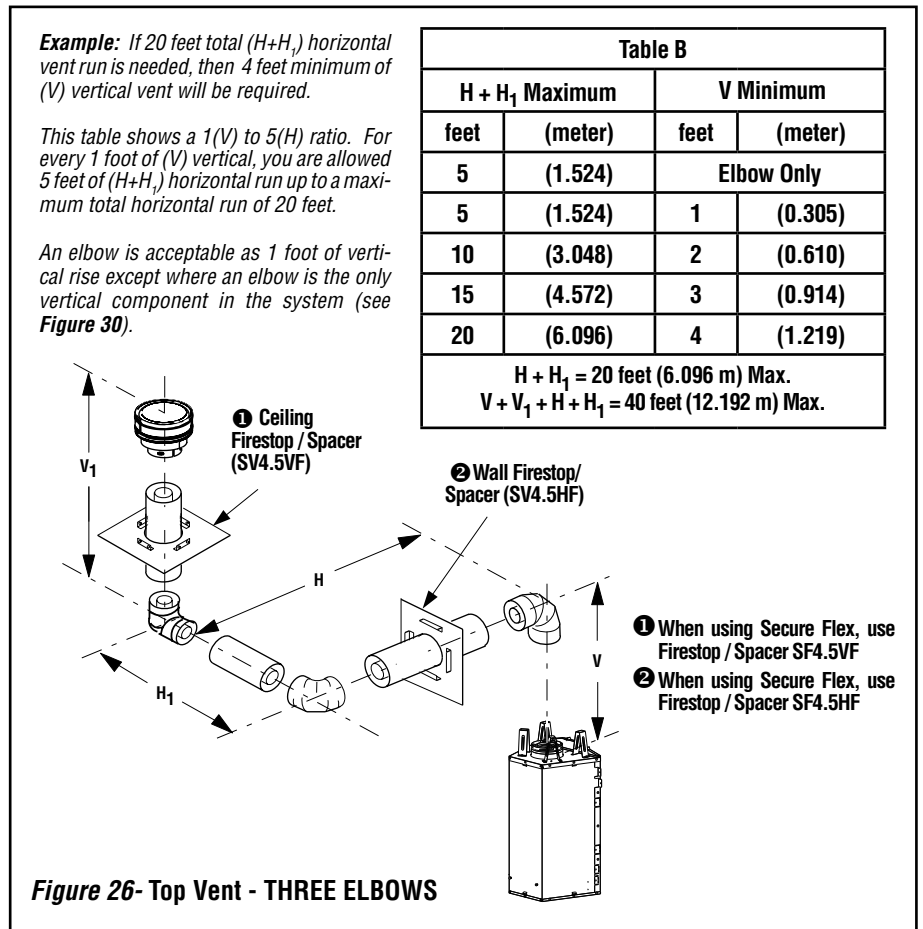 Example: If 20 feet total (H+H₁) horizontal
vent run is needed, then 4 feet minimum of
(V) vertical vent will be required.
This table shows a 1(V) to 5(H) ratio. For
every 1 foot of (V) vertical, you are allowed
5 feet of (H+H₁) horizontal run up to a maxi-
mum total horizontal run of 20 feet.
An elbow is acceptable as 1 foot of verti-
cal rise except where an elbow is the only
vertical component in the system (see
Figure 30).
Table B
H + H₁ Maximum V Minimum
feet (meter) feet (meter)
5 (1.524) Elbow Only
5 (1.524) 1 (0.305)
10 (3.048) 2 (0.610)
15 (4.572) 3 (0.914)
20 (6.096) 4 (1.219)
H + H₁ = 20 feet (6.096 m) Max.
V + V₁ + H + H₁ = 40 feet (12.192 m) Max.
V₁
❶ Ceiling
Firestop / Spacer
(SV4.5VF)
❷ Wall Firestop/
Spacer (SV4.5HF)
H
H₁
V
❶ When using Secure Flex, use
Firestop / Spacer SF4.5VF
❷ When using Secure Flex, use
Firestop / Spacer SF4.5HF
Figure 26- Top Vent - THREE ELBOWS